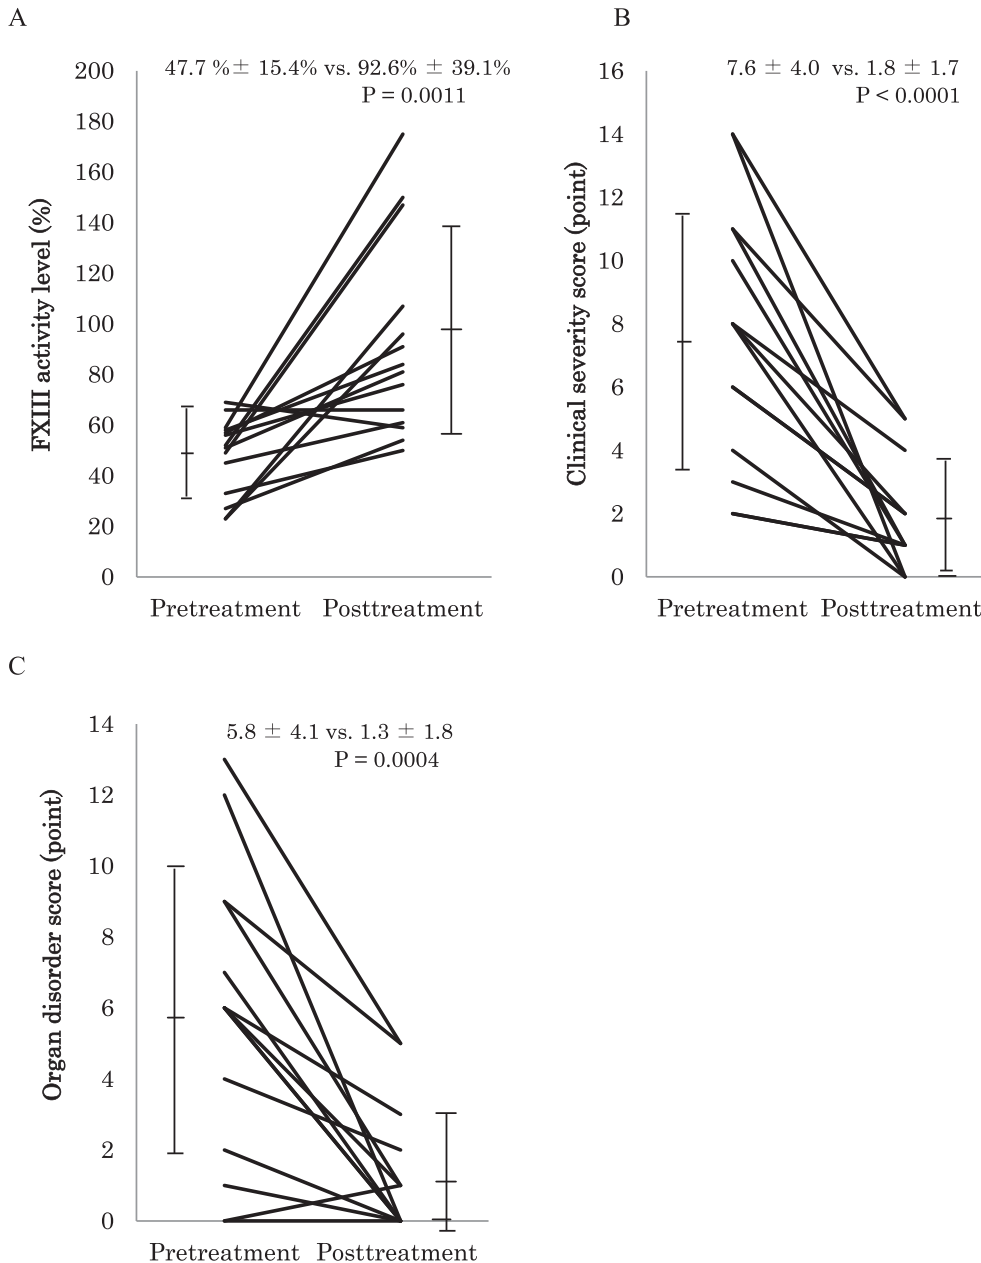 A
47.7 %± 15.4% vs. 92.6% ± 39.1%
P = 0.0011
FXIII activity level (%)
200
180
160
140
120
100
80
60
40
20
0
Pretreatment Posttreatment
B
7.6 ± 4.0 vs. 1.8 ± 1.7
P < 0.0001
Clinical severity score (point)
16
14
12
10
8
6
4
2
0
Pretreatment Posttreatment
C
5.8 ± 4.1 vs. 1.3 ± 1.8
P = 0.0004
Organ disorder score (point)
14
12
10
8
6
4
2
0
Pretreatment Posttreatment